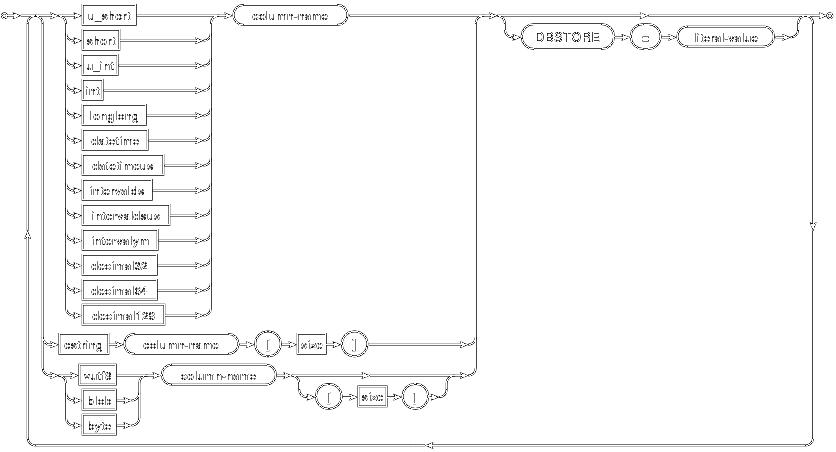 u_short column-name DBSTORE = literal-value
short
u_int
int
longlong
datetime
datetimeus
intervalds
intervaldsus
intervalym
decimal32
decimal64
decimal128
cstring column-name [ size ]
vutf8 column-name
blob [ size ]
byte